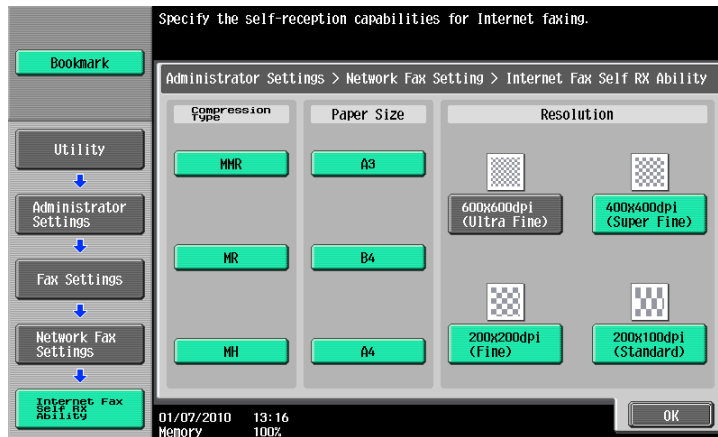 Specify the self-reception capabilities for Internet faxing.
Bookmark
Administrator Settings > Network Fax Setting > Internet Fax Self RX Ability
Compression
Type
Paper Size
Resolution
Utility
MMR
A3
600X600dpi
(Ultra Fine)
400X400dpi
(Super Fine)
Administrator
Settings
MR
B4
Fax Settings
Network Fax
Settings
MH
A4
200X200dpi
(Fine)
200X100dpi
(Standard)
Internet Fax
Self RX
Ability
01/07/2010 13:16
Memory 100%
OK